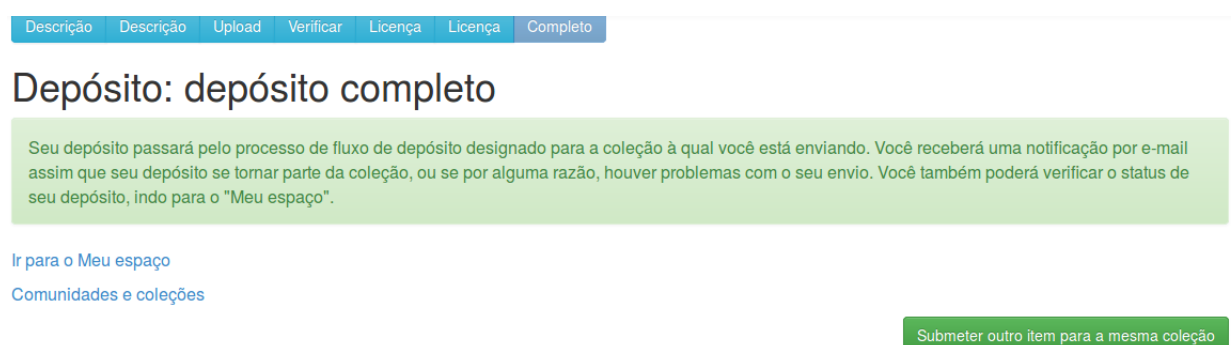 Descrição Descrição Upload Verificar Licença Licença Completo
Depósito: depósito completo
Seu depósito passará pelo processo de fluxo de depósito designado para a coleção à qual você está enviando. Você receberá uma notificação por e-mail
assim que seu depósito se tornar parte da coleção, ou se por alguma razão, houver problemas com o seu envio. Você também poderá verificar o status de
seu depósito, indo para o "Meu espaço".
Ir para o Meu espaço
Comunidades e coleções
Submeter outro item para a mesma coleção